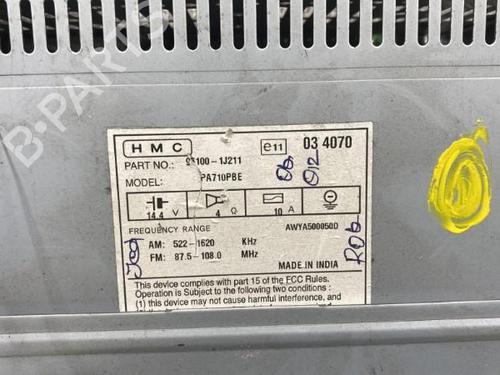 HMC
e11
03 4070
PART NO.: 96100-1J211
MODEL: PA710PBE
14.4 V
4 Ω
10 A
FREQUENCY RANGE
AWYA500050D
AM: 522-1620 KHz
FM: 87.5-108.0 MHz
MADE IN INDIA
This device complies with part 15 of the FCC Rules.
Operation is Subject to the following two conditions:
(1) this device may not cause harmful interference, and
B-PARTS